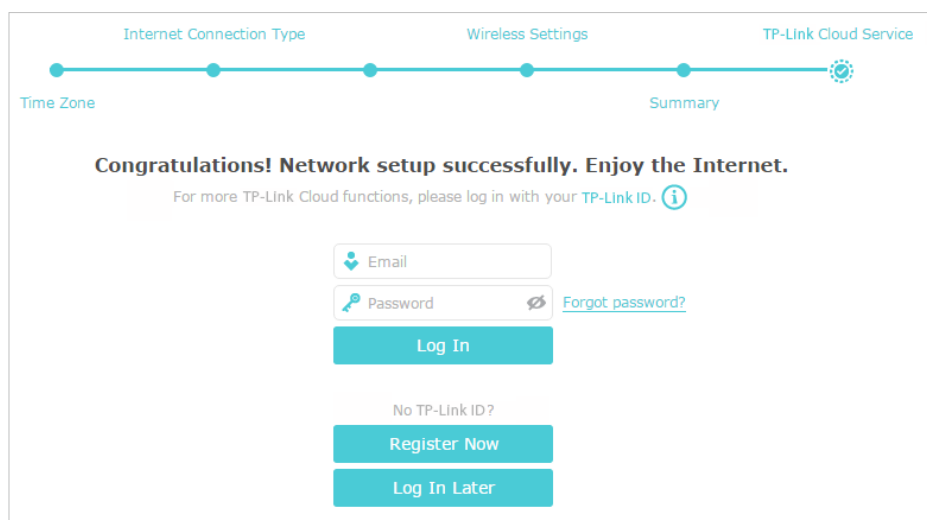 Internet Connection Type
Wireless Settings
TP-Link Cloud Service
Time Zone
Summary
Congratulations! Network setup successfully. Enjoy the Internet.
For more TP-Link Cloud functions, please log in with your TP-Link ID.
Email
Password
Forgot password?
Log In
No TP-Link ID?
Register Now
Log In Later